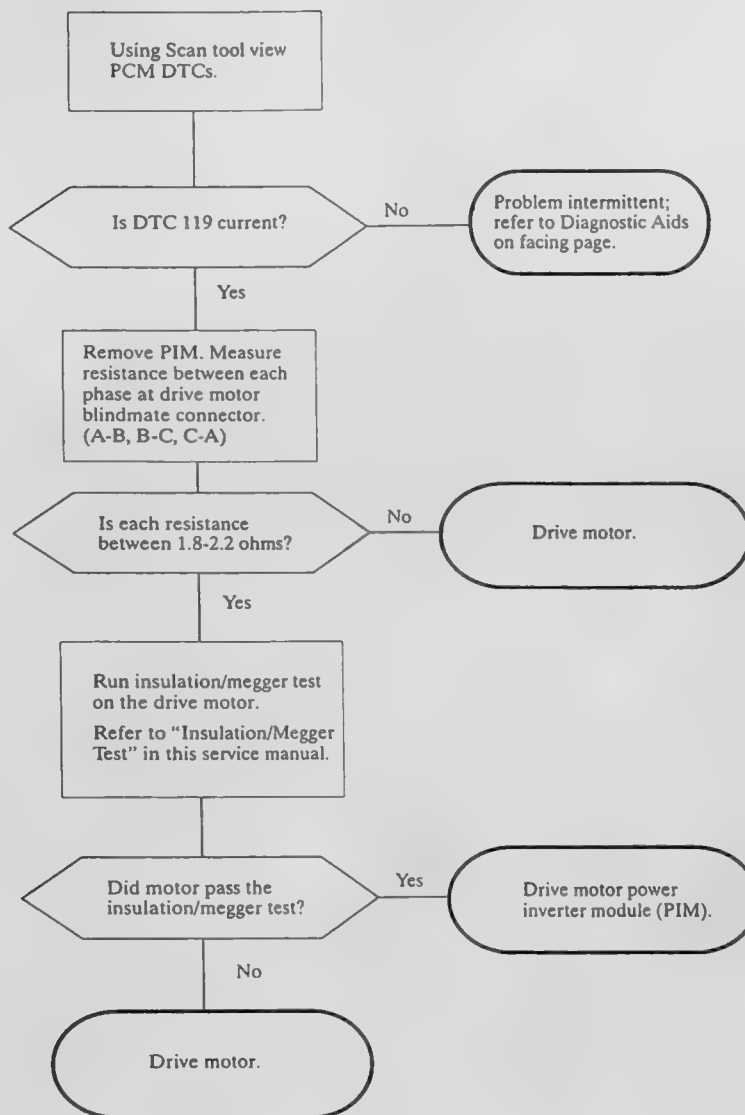 Using Scan tool view
PCM DTCs.
Is DTC 119 current?
No
Problem intermittent;
refer to Diagnostic Aids
on facing page.
Yes
Remove PIM. Measure
resistance between each
phase at drive motor
blindmate connector.
(A-B, B-C, C-A)
Is each resistance
between 1.8-2.2 ohms?
No
Drive motor.
Yes
Run insulation/megger test
on the drive motor.
Refer to “Insulation/Megger
Test” in this service manual.
Did motor pass the
insulation/megger test?
Yes
Drive motor power
inverter module (PIM).
No
Drive motor.